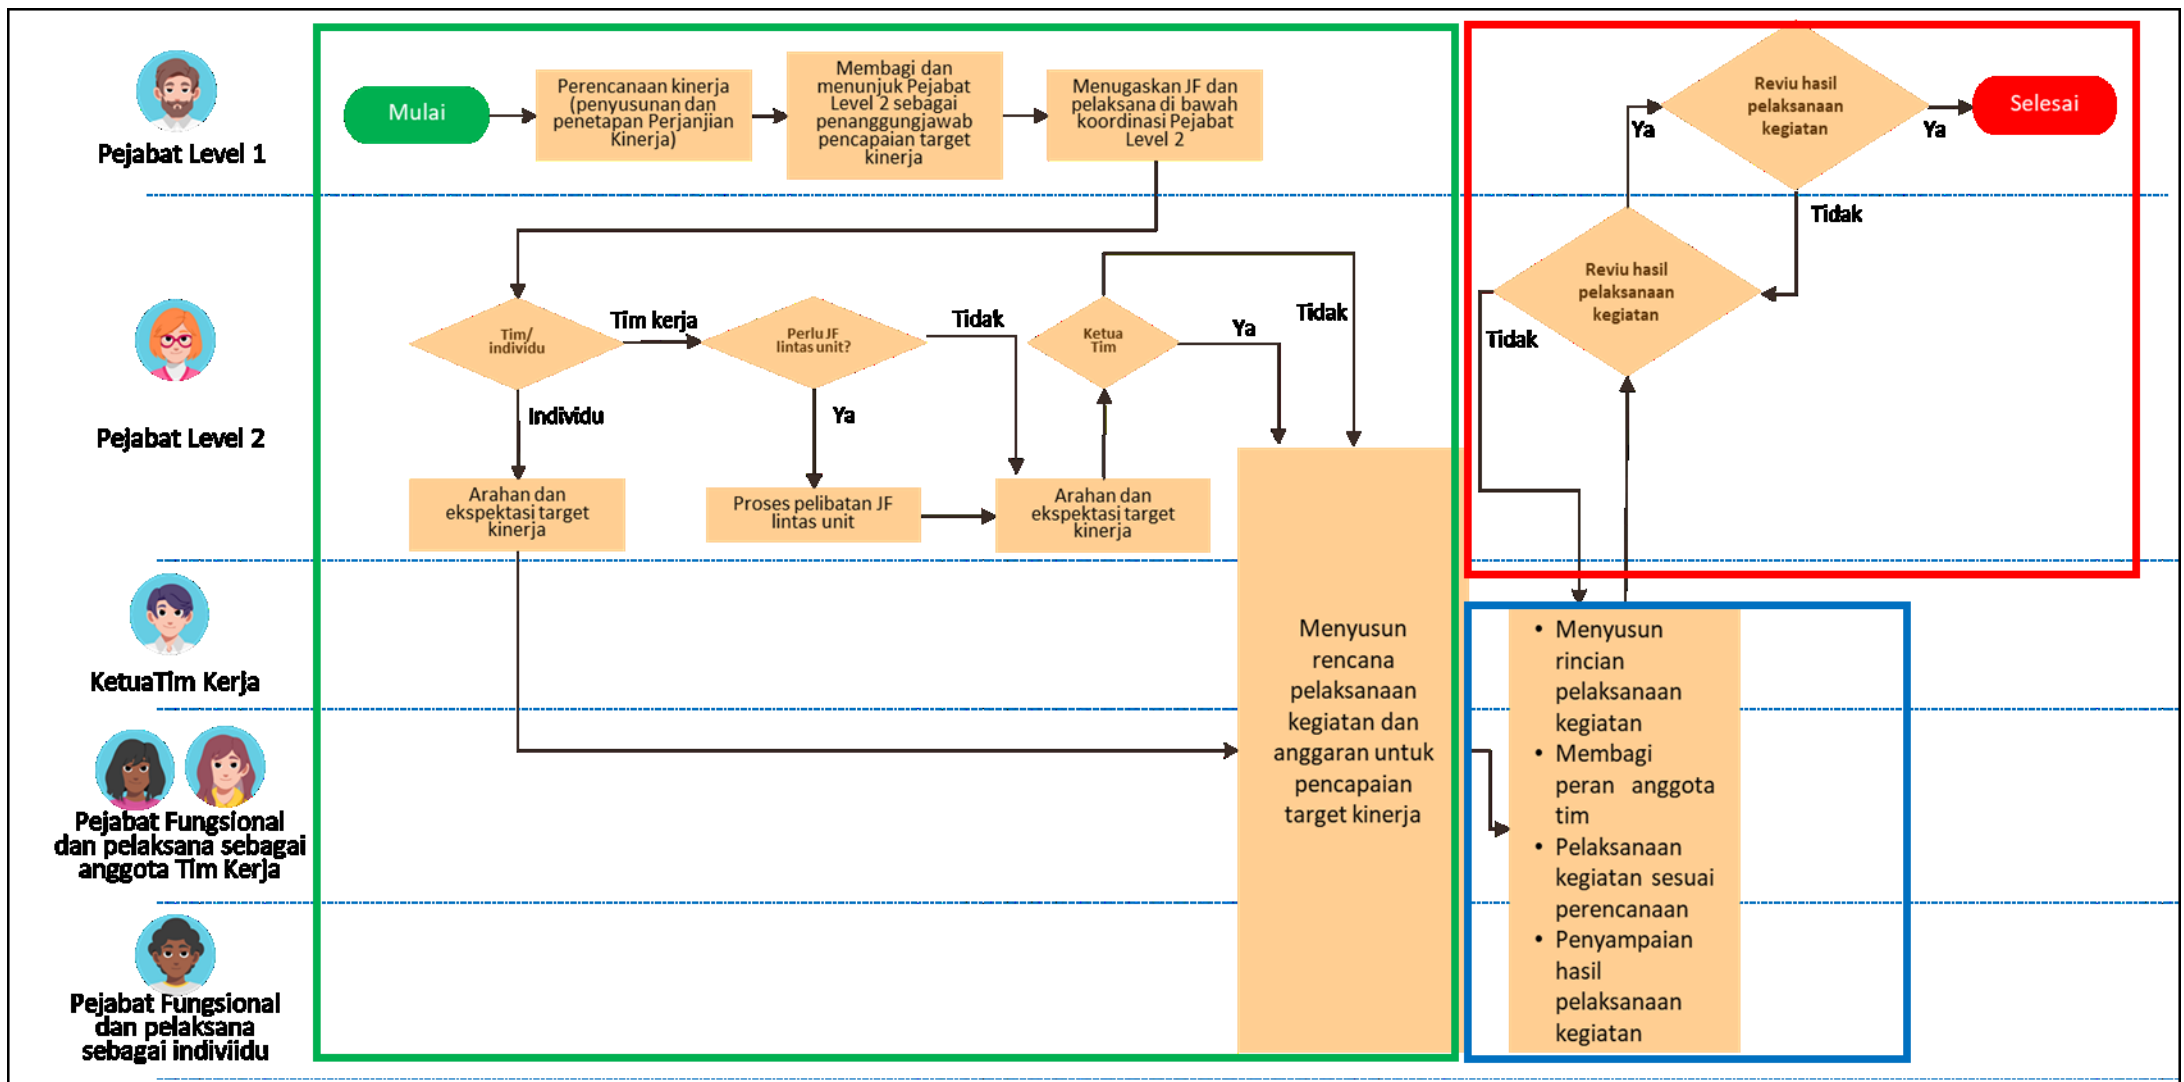 Pejabat Level 1
Mulai
Perencanaan kinerja
(penyusunan dan
penetapan Perjanjian
Kinerja)
Membagi dan
menunjuk Pejabat
Level 2 sebagai
penanggungjawab
pencapaian target
kinerja
Menugaskan JF dan
pelaksana di bawah
koordinasi Pejabat
Level 2
Reviu hasil
pelaksanaan
kegiatan
Ya
Ya
Selesai
Tidak
Pejabat Level 2
Tim/
individu
Tim kerja
Individu
Perlu JF
lintas unit?
Tidak
Ya
Ketua
Tim
Ya
Tidak
Reviu hasil
pelaksanaan
kegiatan
Tidak
Arahan dan
ekspektasi target
kinerja
Proses pelibatan JF
lintas unit
Arahan dan
ekspektasi target
kinerja
KetuaTim Kerja
Pejabat Fungsional
dan pelaksana sebagai
anggota Tim Kerja
Pejabat Fungsional
dan pelaksana
sebagai indiviidu
Menyusun
rencana
pelaksanaan
kegiatan dan
anggaran untuk
pencapaian
target kinerja
• Menyusun
rincian
pelaksanaan
kegiatan
• Membagi
peran anggota
tim
• Pelaksanaan
kegiatan sesuai
perencanaan
• Penyampaian
hasil
pelaksanaan
kegiatan